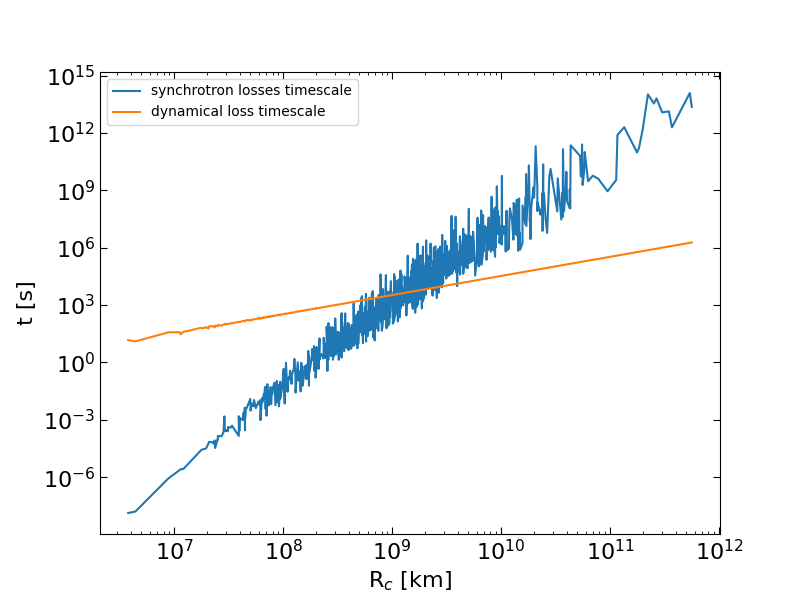 10^15
10^12
10^9
10^6
10^3
10^0
10^−3
10^−6
t [s]
synchrotron losses timescale
dynamical loss timescale
10^7 10^8 10^9 10^10 10^11 10^12
R_c [km]